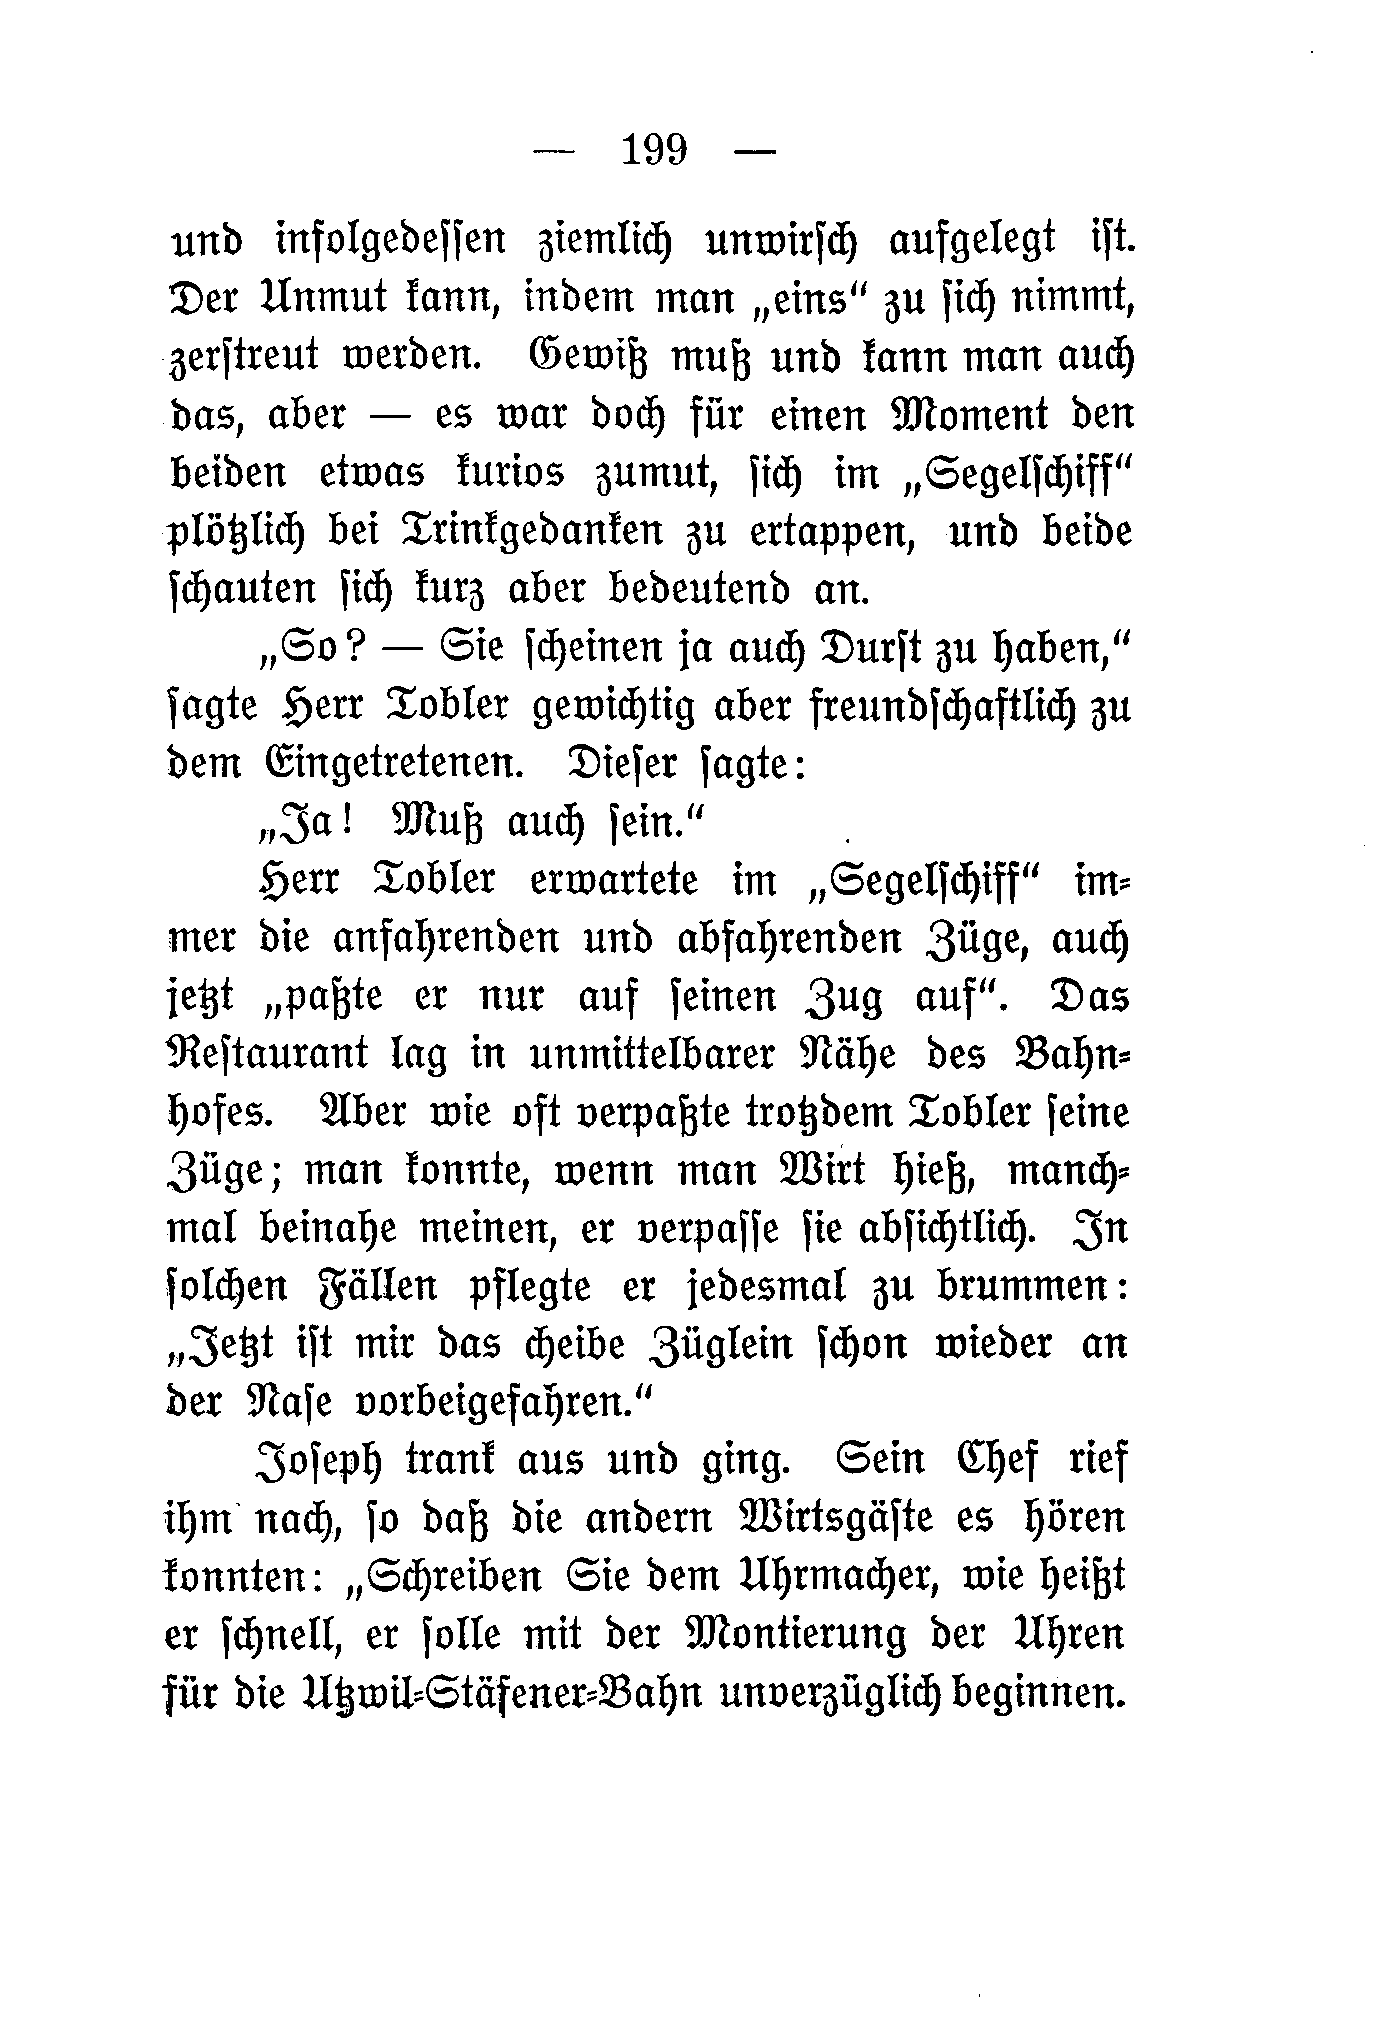 — 199 —
und infolgedeſſen ziemlich unwirſch aufgelegt iſt.
Der Unmut kann, indem man „eins“ zu ſich nimmt,
zerſtreut werden. Gewiß muß und kann man auch
das, aber — es war doch für einen Moment den
beiden etwas kurios zumut, ſich im „Segelſchiff“
plötzlich bei Trinkgedanken zu ertappen, und beide
ſchauten ſich kurz aber bedeutend an.
„So? — Sie ſcheinen ja auch Durſt zu haben,“
ſagte Herr Tobler gewichtig aber freundſchaftlich zu
dem Eingetretenen. Dieſer ſagte:
„Ja! Muß auch ſein.“
Herr Tobler erwartete im „Segelſchiff“ im-
mer die anfahrenden und abfahrenden Züge, auch
jetzt „paßte er nur auf ſeinen Zug auf“. Das
Reſtaurant lag in unmittelbarer Nähe des Bahn-
hofes. Aber wie oft verpaßte trotzdem Tobler ſeine
Züge; man konnte, wenn man Wirt hieß, manch-
mal beinahe meinen, er verpaſſe ſie abſichtlich. In
ſolchen Fällen pflegte er jedesmal zu brummen:
„Jetzt iſt mir das cheibe Züglein ſchon wieder an
der Naſe vorbeigefahren.“
Joſeph trank aus und ging. Sein Chef rief
ihm nach, ſo daß die andern Wirtsgäſte es hören
konnten: „Schreiben Sie dem Uhrmacher, wie heißt
er ſchnell, er ſolle mit der Montierung der Uhren
für die Utzwil-Stäfener-Bahn unverzüglich beginnen.